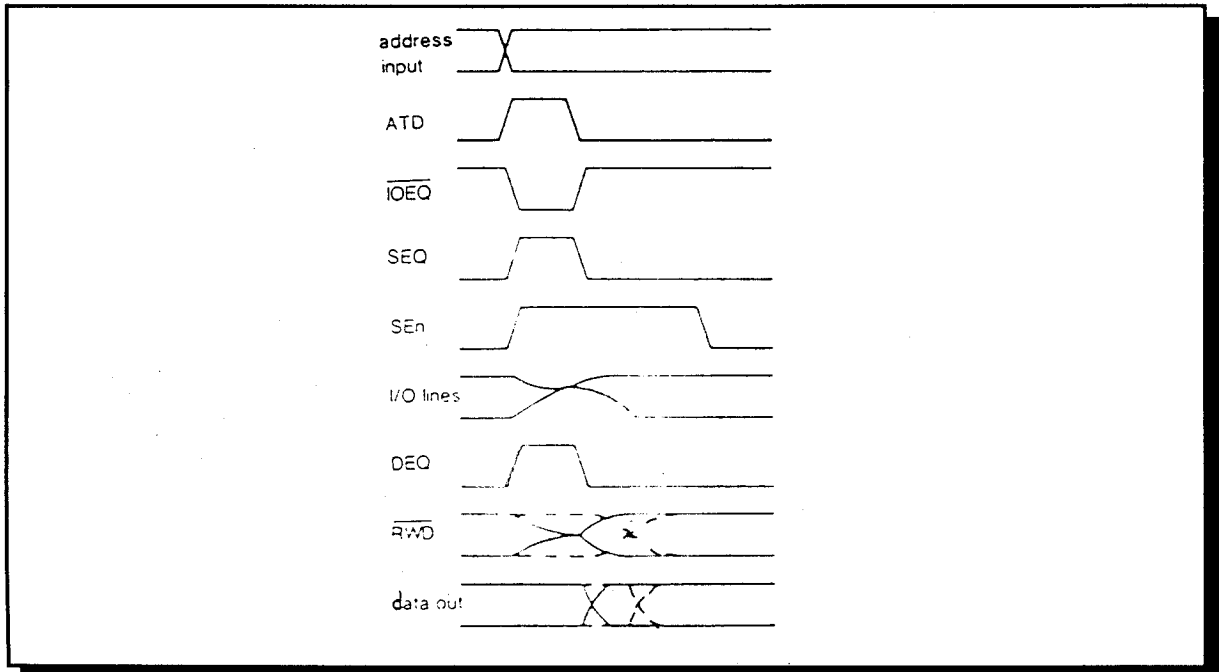 address
input
ATD
IOEQ
SEQ
SEn
I/O lines
DEQ
RWD
data out